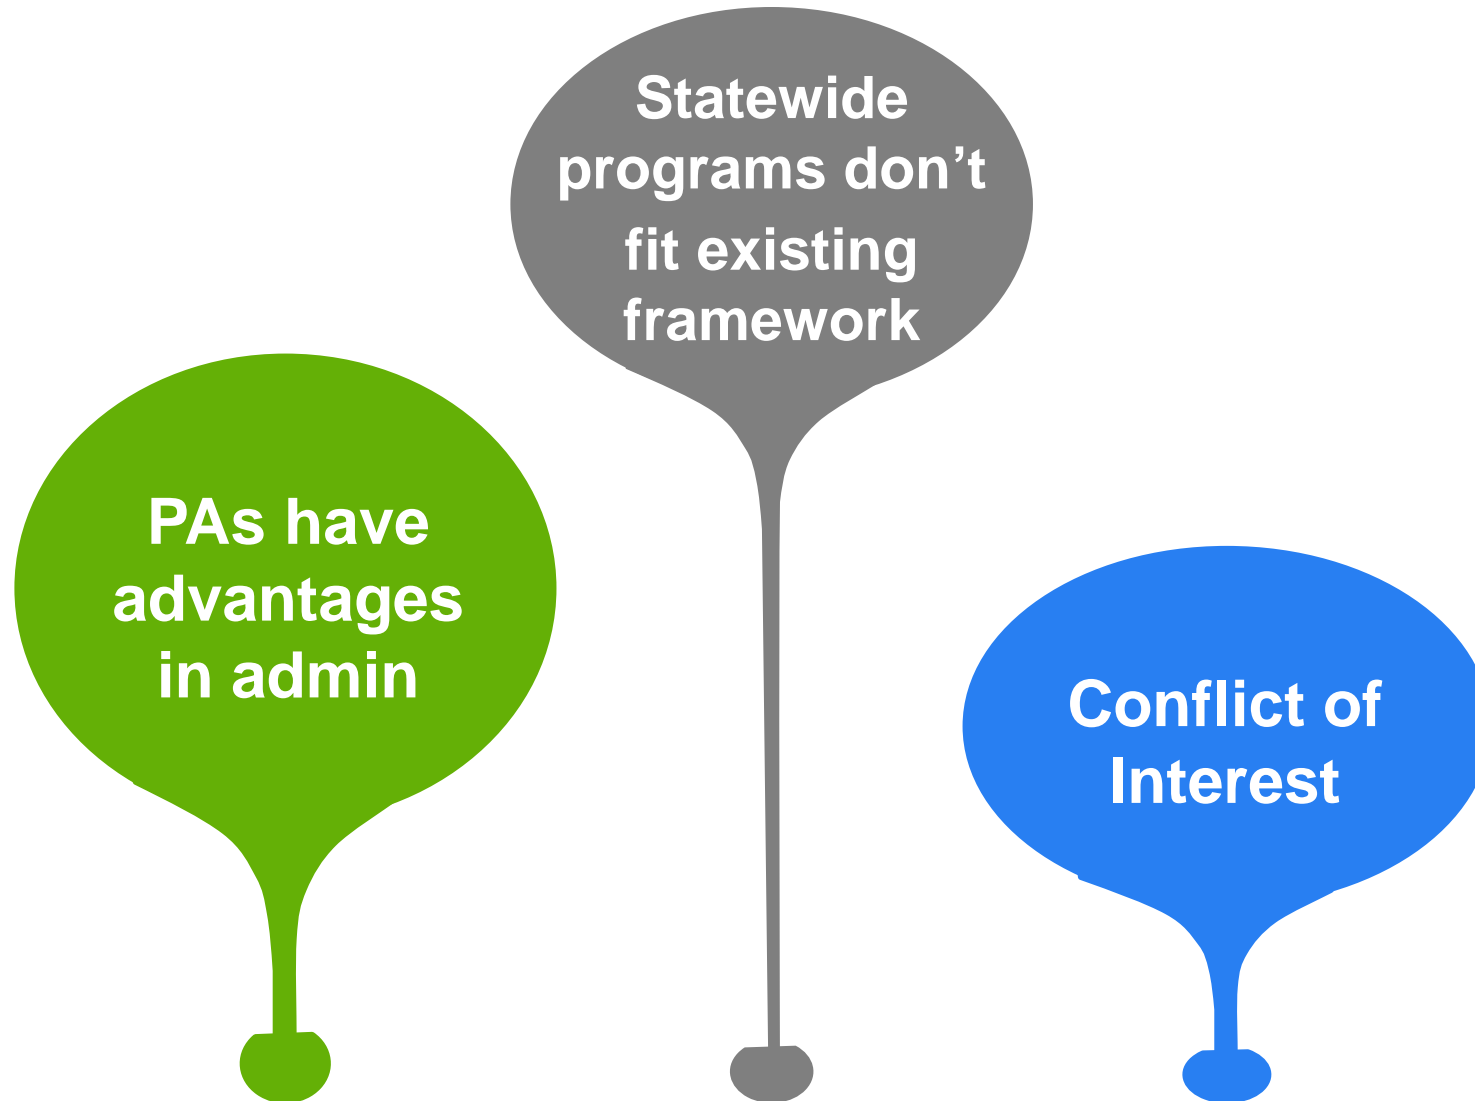 Statewide
programs don’t
fit existing
framework
PAs have
advantages
in admin
Conflict of
Interest